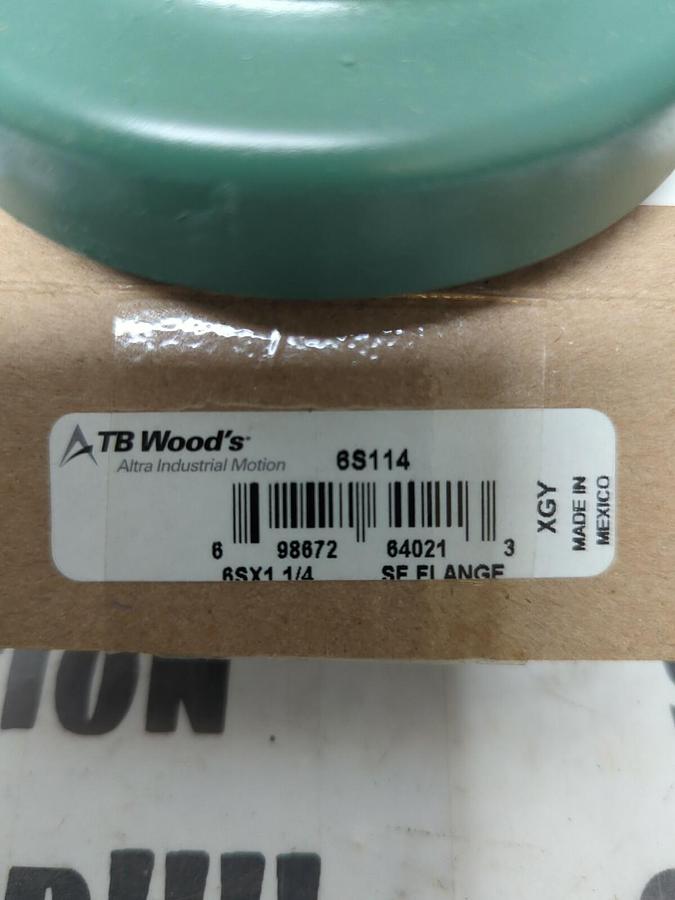 TB Wood's
Altra Industrial Motion
6S114
6 98672 64021 3
6SX1 1/4 SF FLANGE
XGY
MADE IN
MEXICO
ION